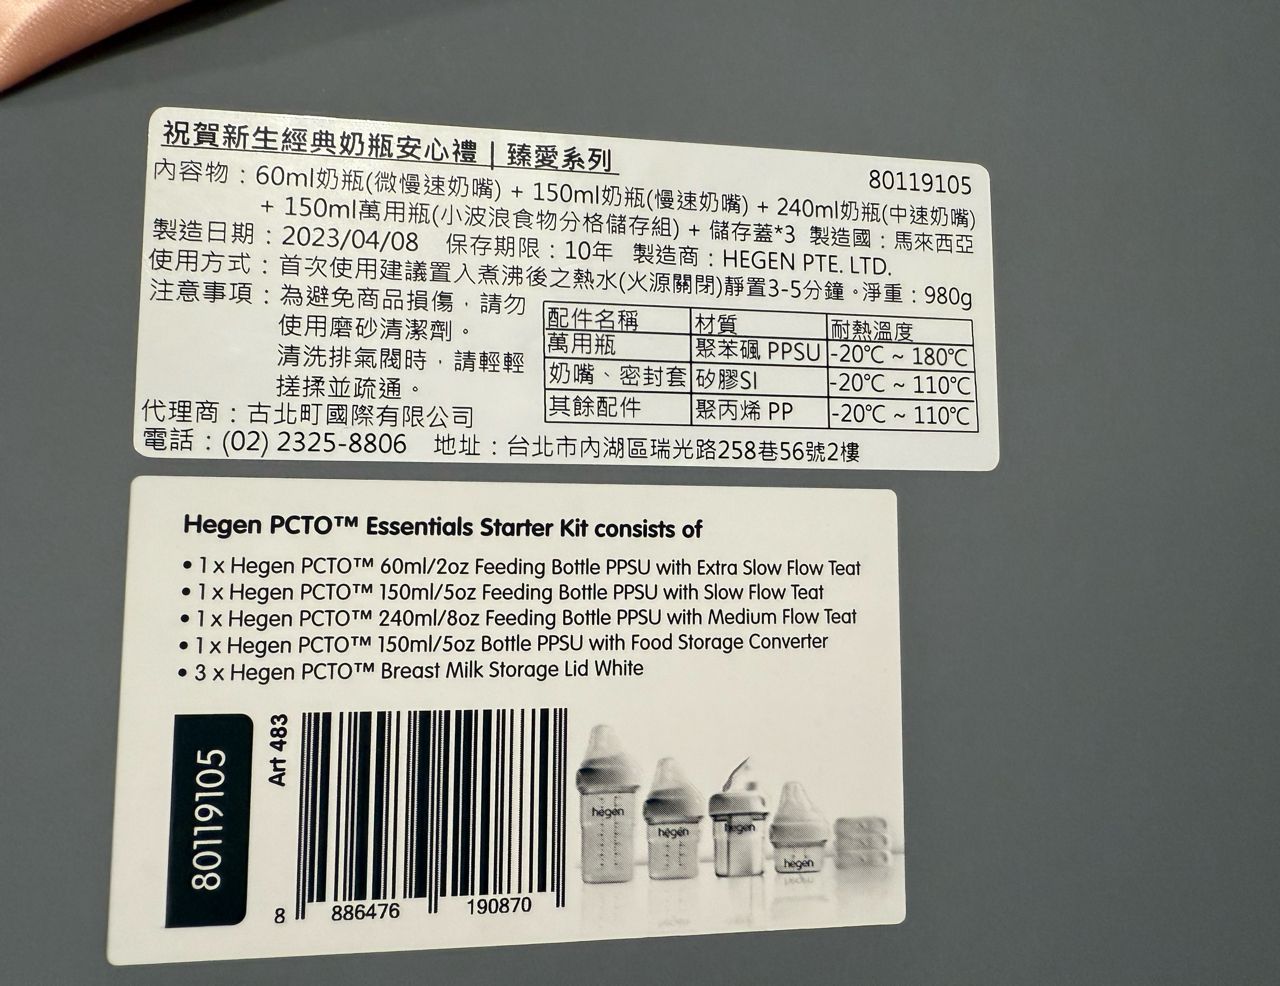 祝賀新生經典奶瓶安心禮 | 臻愛系列
80119105
內容物：60ml奶瓶(微慢速奶嘴) + 150ml奶瓶(慢速奶嘴) + 240ml奶瓶(中速奶嘴)
+ 150ml萬用瓶(小波浪食物分格儲存組) + 儲存蓋*3 製造國：馬來西亞
製造日期：2023/04/08 保存期限：10年 製造商：HEGEN PTE. LTD.
使用方式：首次使用建議置入煮沸後之熱水(火源關閉)靜置3-5分鐘。淨重：980g
注意事項：為避免商品損傷，請勿
使用磨砂清潔劑。
清洗排氣閥時，請輕輕
搓揉並疏通。
配件名稱 材質 耐熱溫度
萬用瓶 聚苯碸 PPSU -20℃ ~ 180℃
奶嘴、密封套 矽膠SI -20℃ ~ 110℃
其餘配件 聚丙烯 PP -20℃ ~ 110℃
代理商：古北町國際有限公司
電話：(02) 2325-8806 地址：台北市內湖區瑞光路258巷56號2樓
Hegen PCTO™ Essentials Starter Kit consists of
• 1 x Hegen PCTO™ 60ml/2oz Feeding Bottle PPSU with Extra Slow Flow Teat
• 1 x Hegen PCTO™ 150ml/5oz Feeding Bottle PPSU with Slow Flow Teat
• 1 x Hegen PCTO™ 240ml/8oz Feeding Bottle PPSU with Medium Flow Teat
• 1 x Hegen PCTO™ 150ml/5oz Bottle PPSU with Food Storage Converter
• 3 x Hegen PCTO™ Breast Milk Storage Lid White
80119105
Art 483
8 886476 190870
hegen
hegen
hegen
hegen